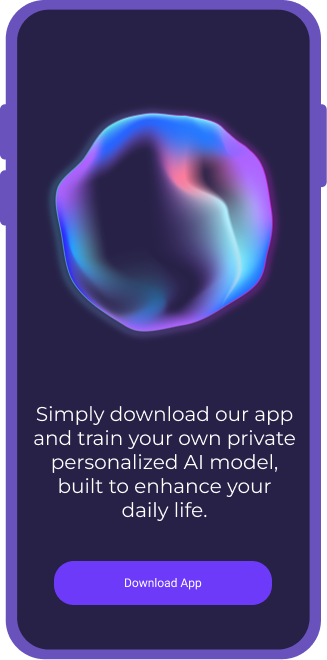 Simply download our app
and train your own private
personalized AI model,
built to enhance your
daily life.
Download App